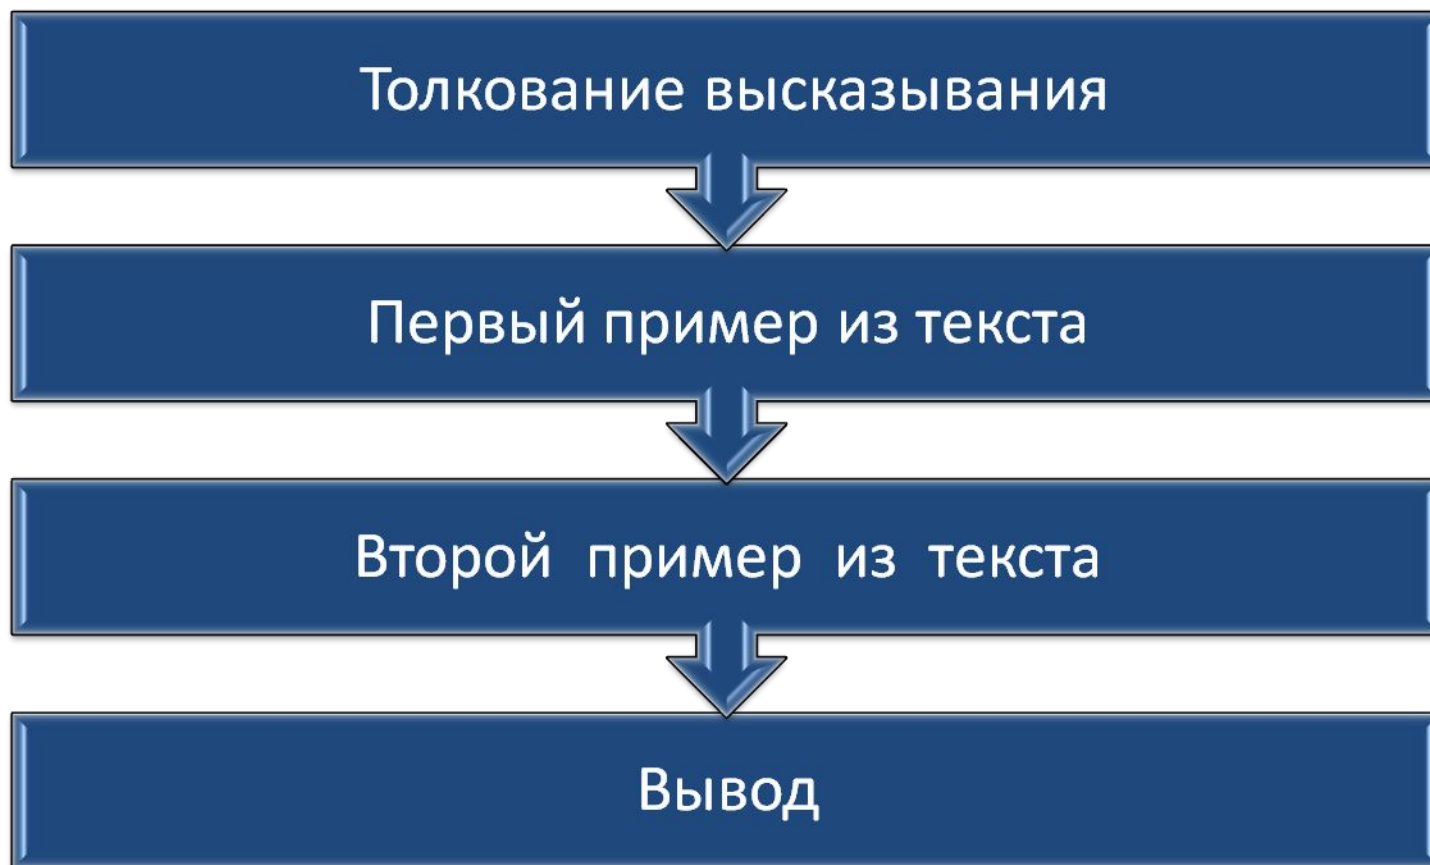 Толкование высказывания
Первый пример из текста
Второй пример из текста
Вывод